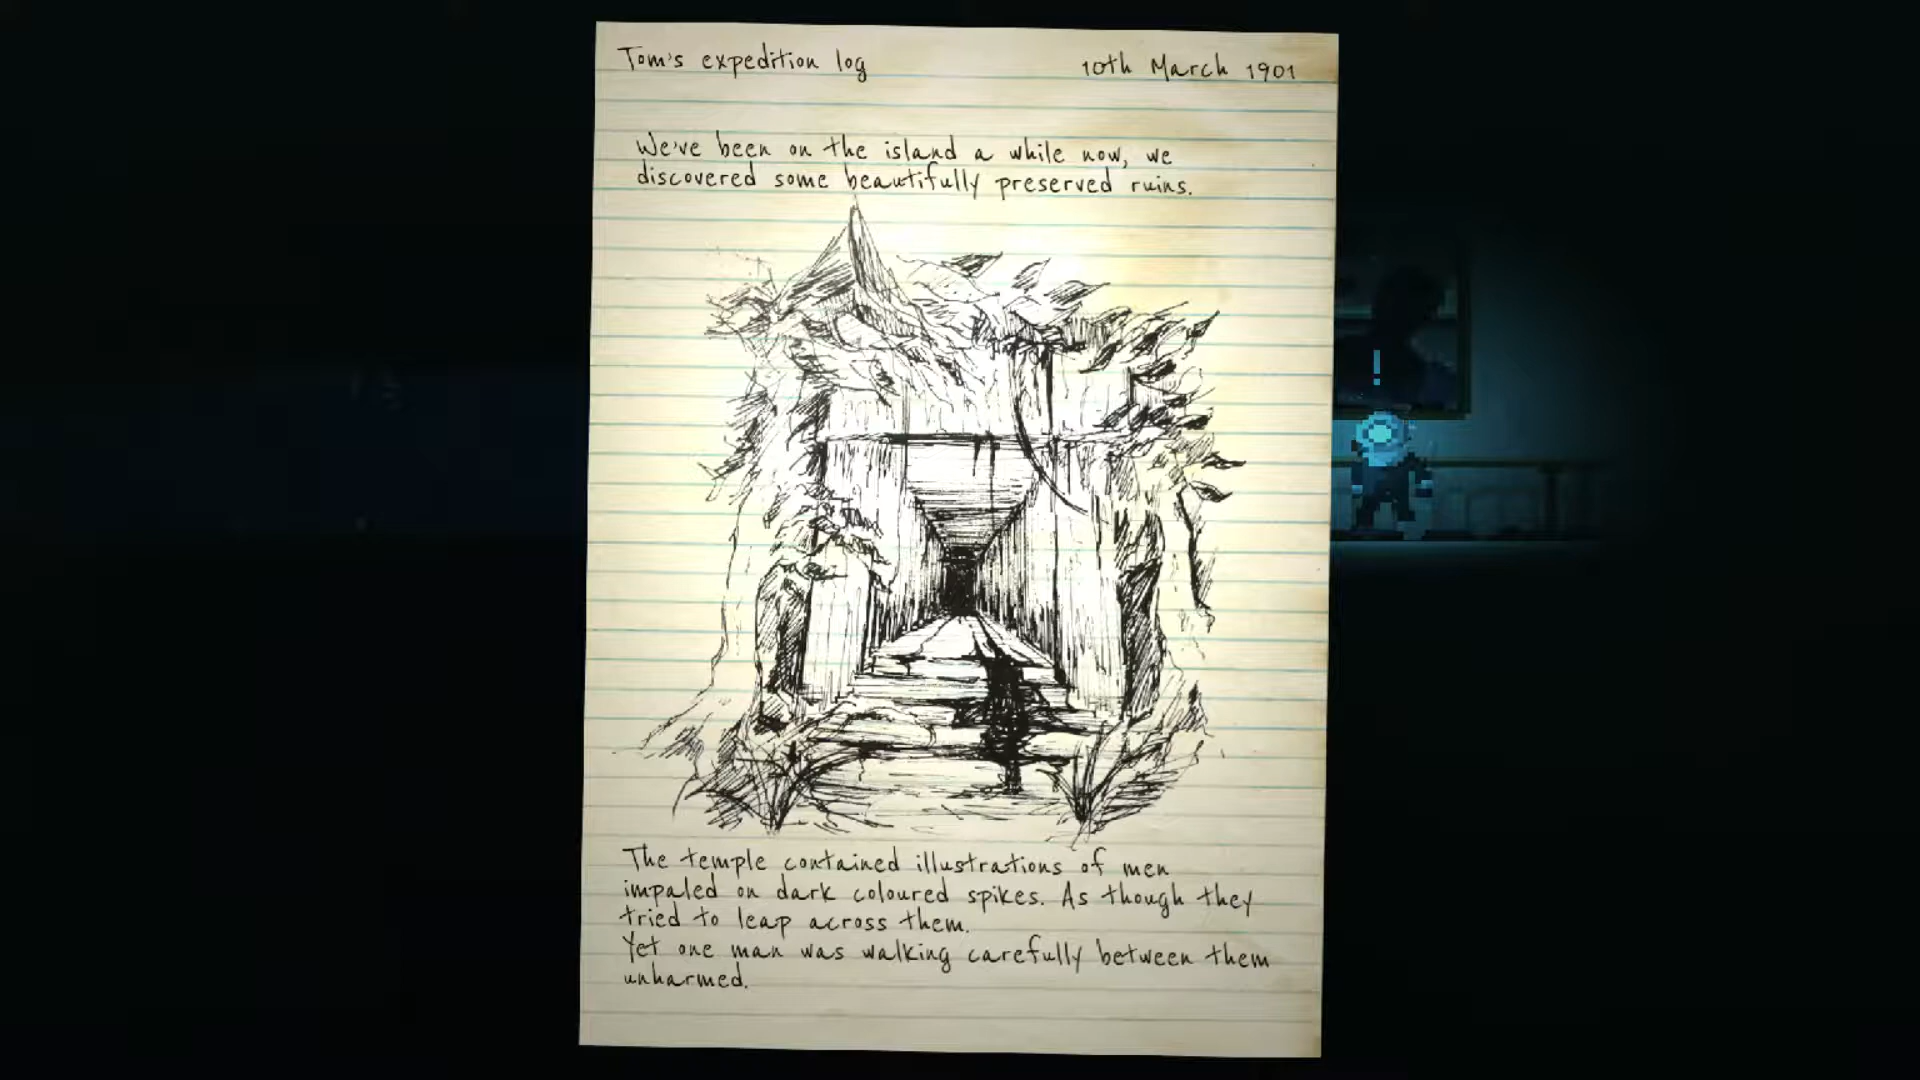 Tom's expedition log
10th March 1901
We've been on the island a while now, we
discovered some beautifully preserved ruins.
!
The temple contained illustrations of men
impaled on dark coloured spikes. As though they
tried to leap across them.
Yet one man was walking carefully between them
unharmed.